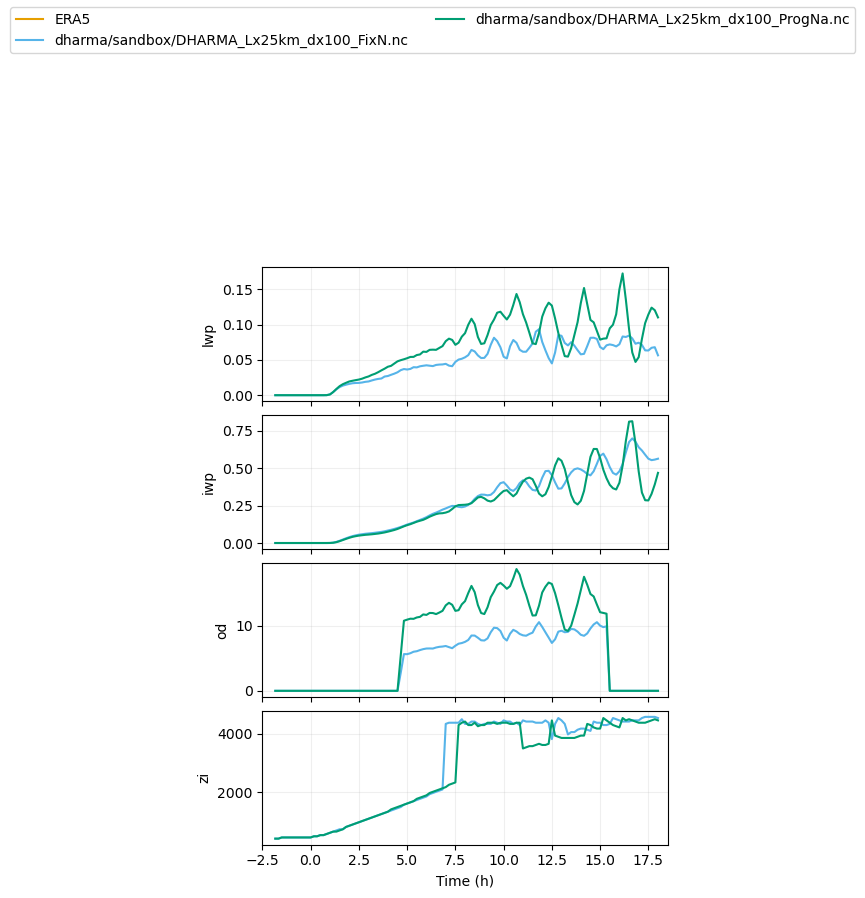 ERA5
dharma/sandbox/DHARMA_Lx25km_dx100_FixN.nc
dharma/sandbox/DHARMA_Lx25km_dx100_ProgNa.nc
0.15
0.10
0.05
0.00
lwp
0.75
0.50
0.25
0.00
iwp
10
0
od
4000
2000
zi
−2.5 0.0 2.5 5.0 7.5 10.0 12.5 15.0 17.5
Time (h)